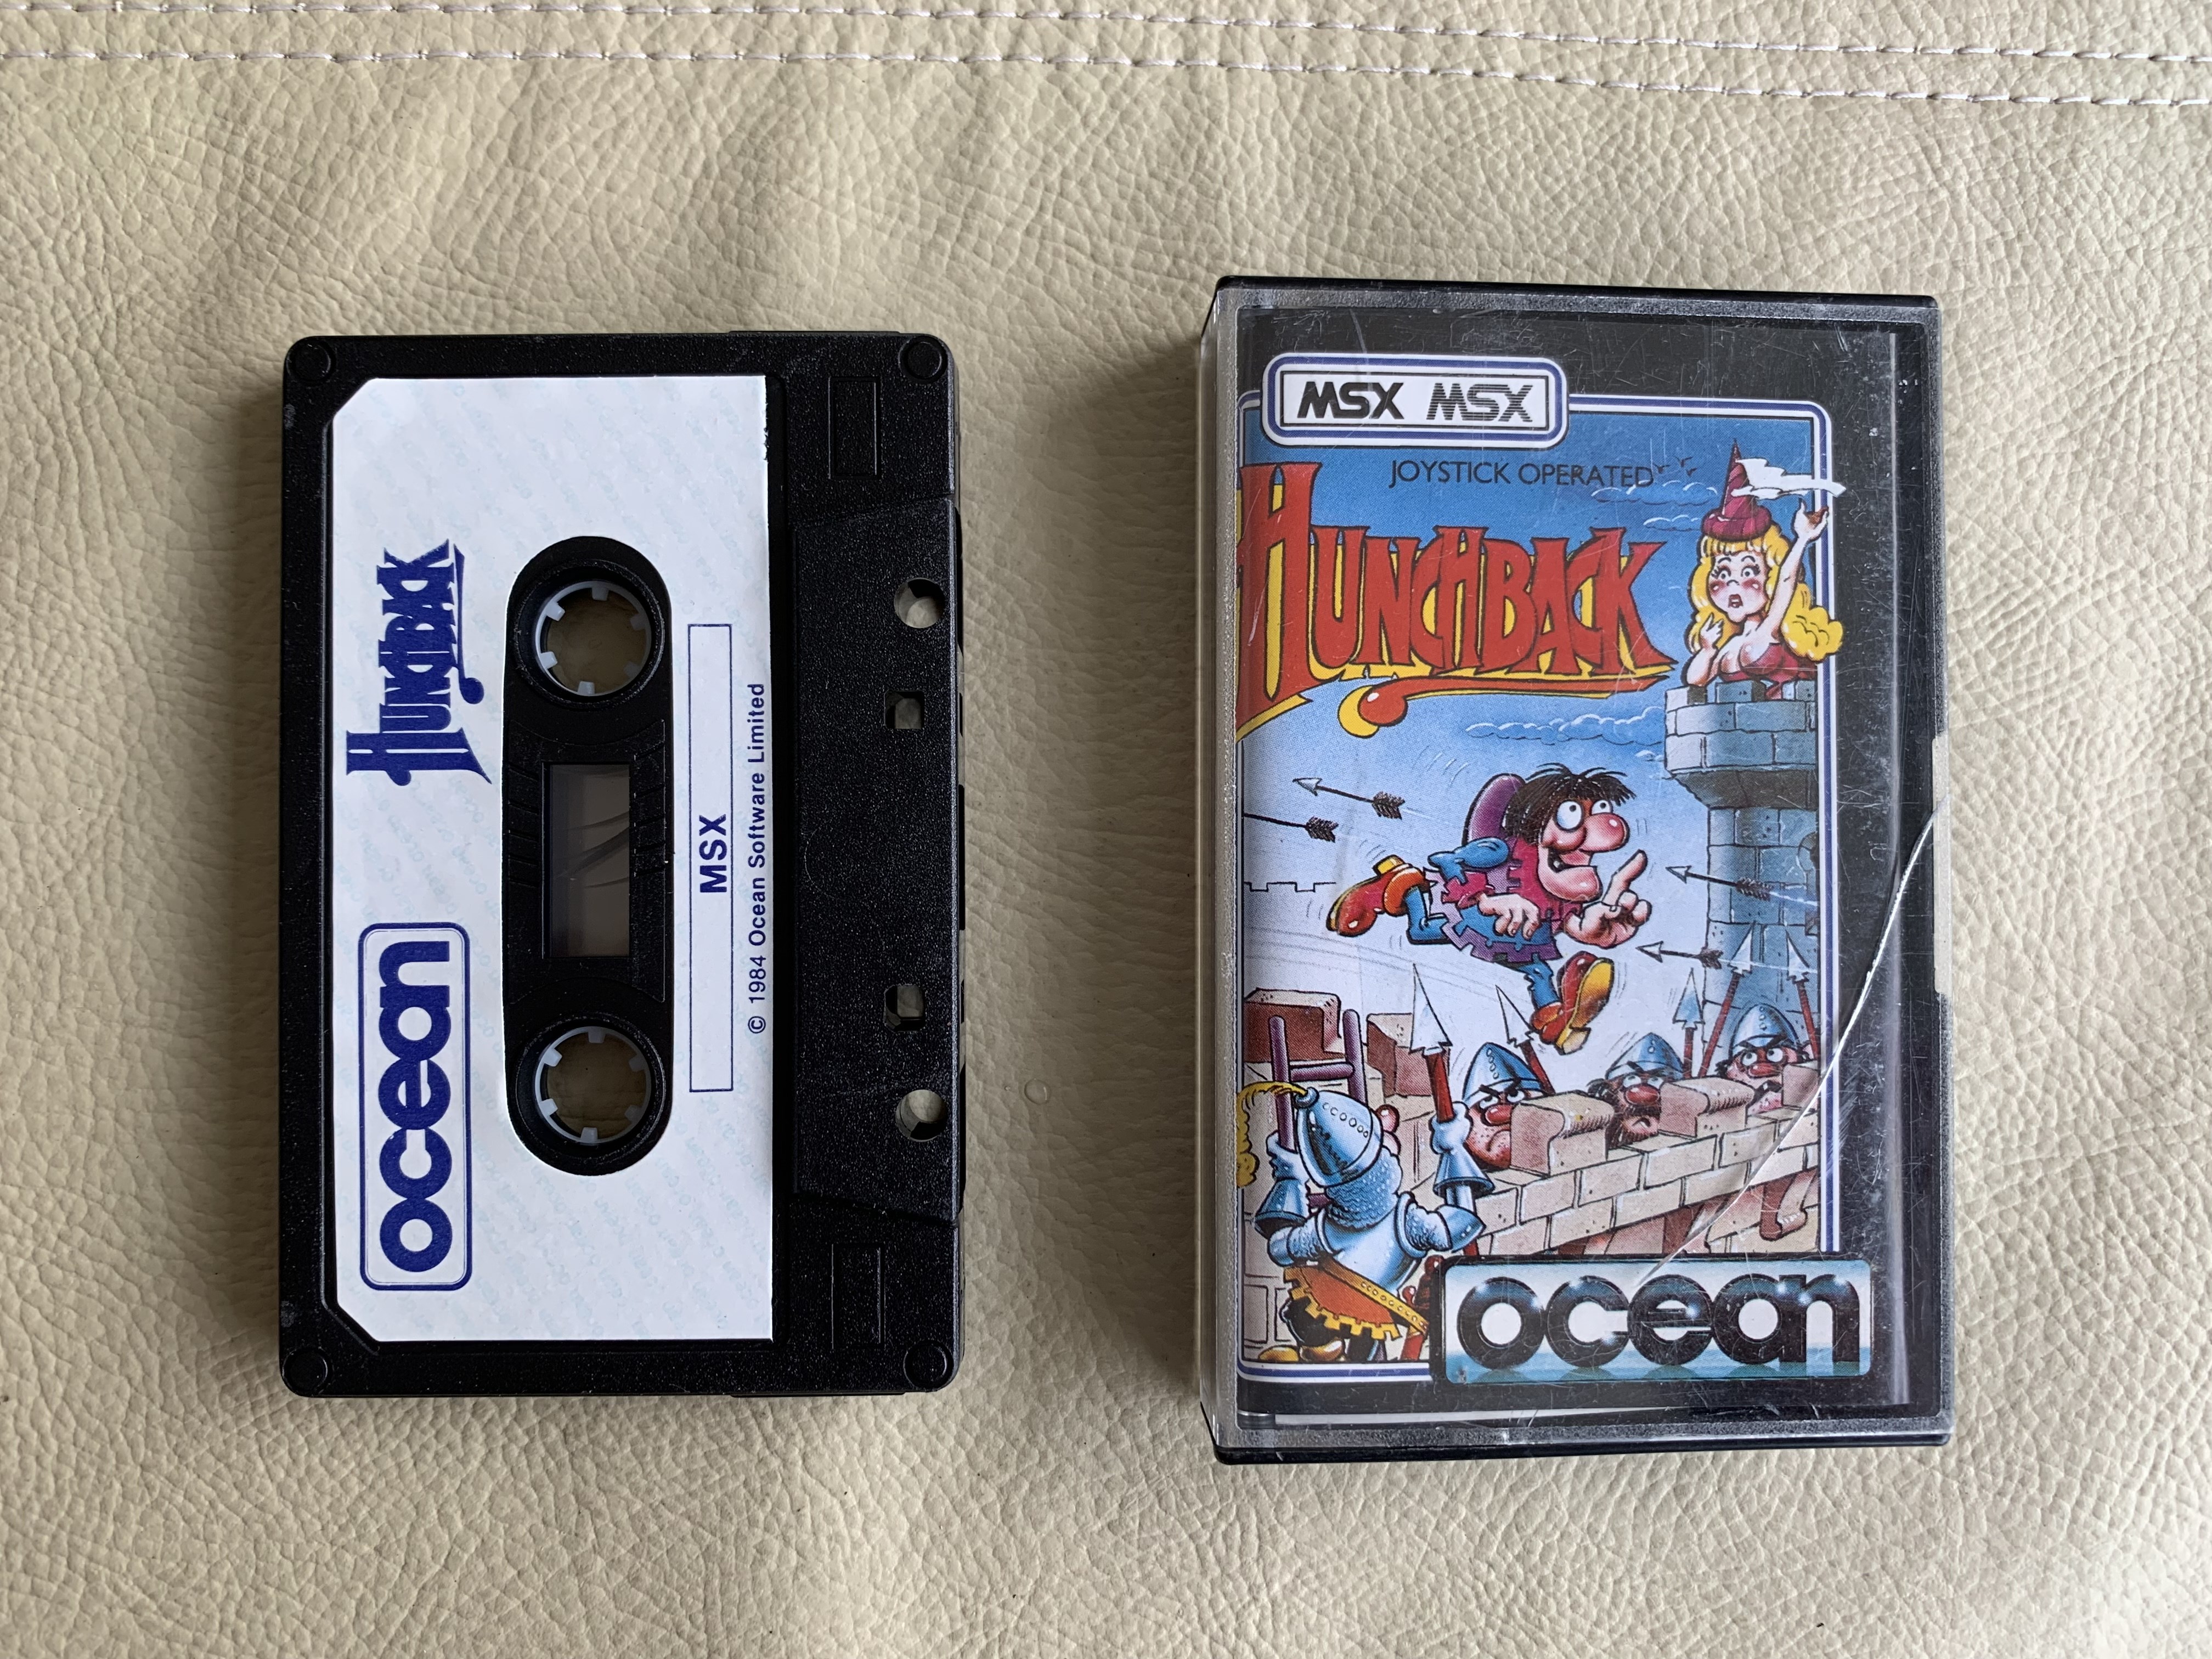 HUNCHBACK
ocean
MSX
© 1984 Ocean Software Limited
MSX MSX
JOYSTICK OPERATED
HUNCHBACK
ocean